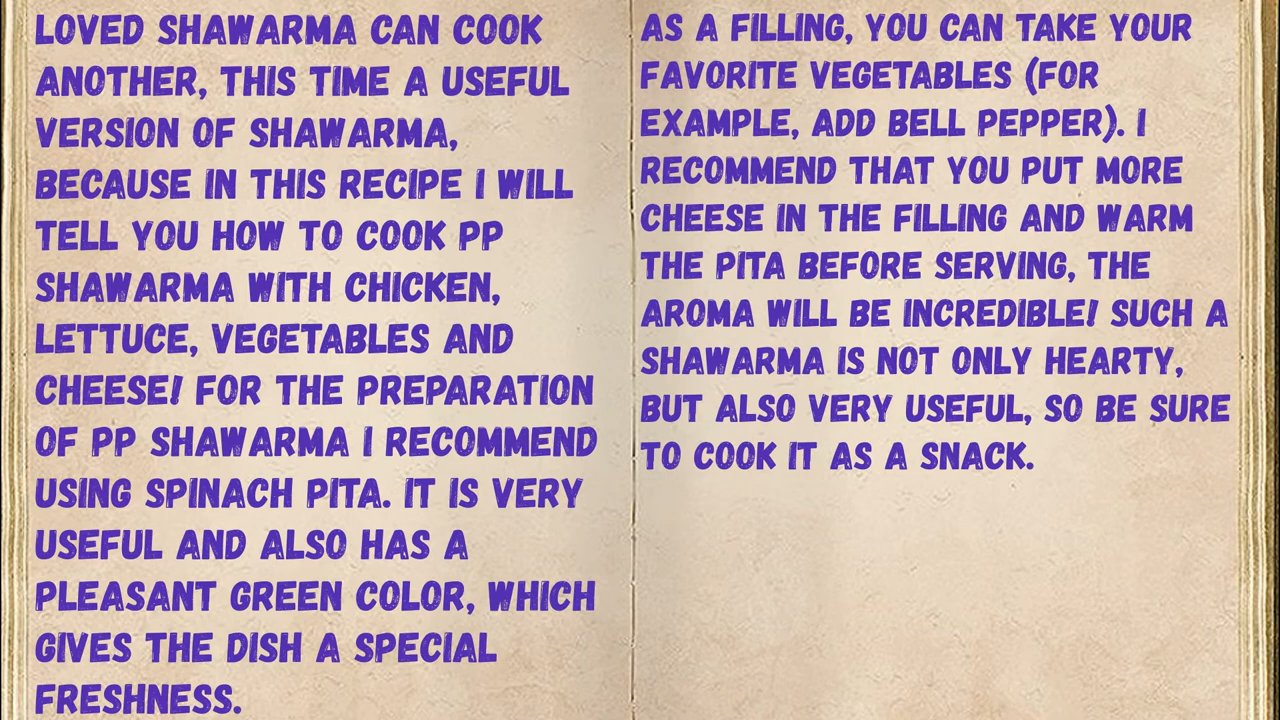 LOVED SHAWARMA CAN COOK
ANOTHER, THIS TIME A USEFUL
VERSION OF SHAWARMA,
BECAUSE IN THIS RECIPE I WILL
TELL YOU HOW TO COOK PP
SHAWARMA WITH CHICKEN,
LETTUCE, VEGETABLES AND
CHEESE! FOR THE PREPARATION
OF PP SHAWARMA I RECOMMEND
USING SPINACH PITA. IT IS VERY
USEFUL AND ALSO HAS A
PLEASANT GREEN COLOR, WHICH
GIVES THE DISH A SPECIAL
FRESHNESS.
AS A FILLING, YOU CAN TAKE YOUR
FAVORITE VEGETABLES (FOR
EXAMPLE, ADD BELL PEPPER). I
RECOMMEND THAT YOU PUT MORE
CHEESE IN THE FILLING AND WARM
THE PITA BEFORE SERVING, THE
AROMA WILL BE INCREDIBLE! SUCH A
SHAWARMA IS NOT ONLY HEARTY,
BUT ALSO VERY USEFUL, SO BE SURE
TO COOK IT AS A SNACK.